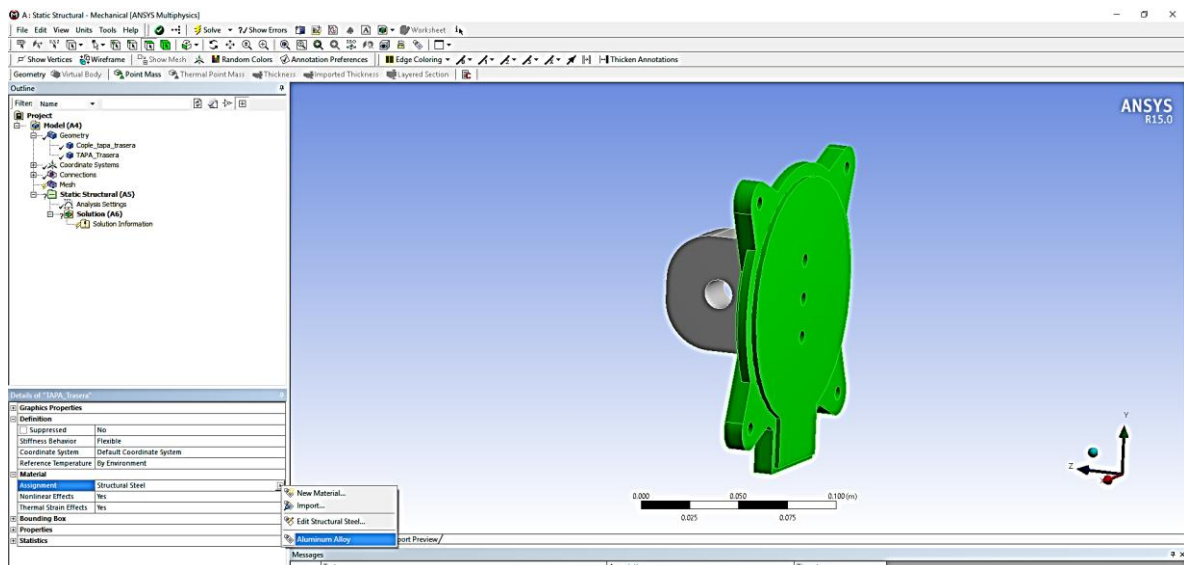 A : Static Structural - Mechanical [ANSYS Multiphysics]
File Edit View Units Tools Help Solve ?/ Show Errors Worksheet
Show Vertices Wireframe Show Mesh Random Colors Annotation Preferences Edge Coloring Thicken Annotations
Geometry Virtual Body Point Mass Thermal Point Mass Thickness Imported Thickness Layered Section
Outline
Filter: Name
Project
Model (A4)
Geometry
Cople_tapa_trasera
TAPA_Trasera
Coordinate Systems
Connections
Mesh
Static Structural (A5)
Analysis Settings
Solution (A6)
Solution Information
ANSYS
R15.0
Details of "TAPA_Trasera"
Graphics Properties
Definition
Suppressed No
Stiffness Behavior Flexible
Coordinate System Default Coordinate System
Reference Temperature By Environment
Material
Assignment Structural Steel
Nonlinear Effects Yes
Thermal Strain Effects Yes
Bounding Box
Properties
Statistics
New Material...
Import...
Edit Structural Steel...
Aluminum Alloy
0.000 0.050 0.100 (m)
0.025 0.075
Y
Z
port Preview/
Messages